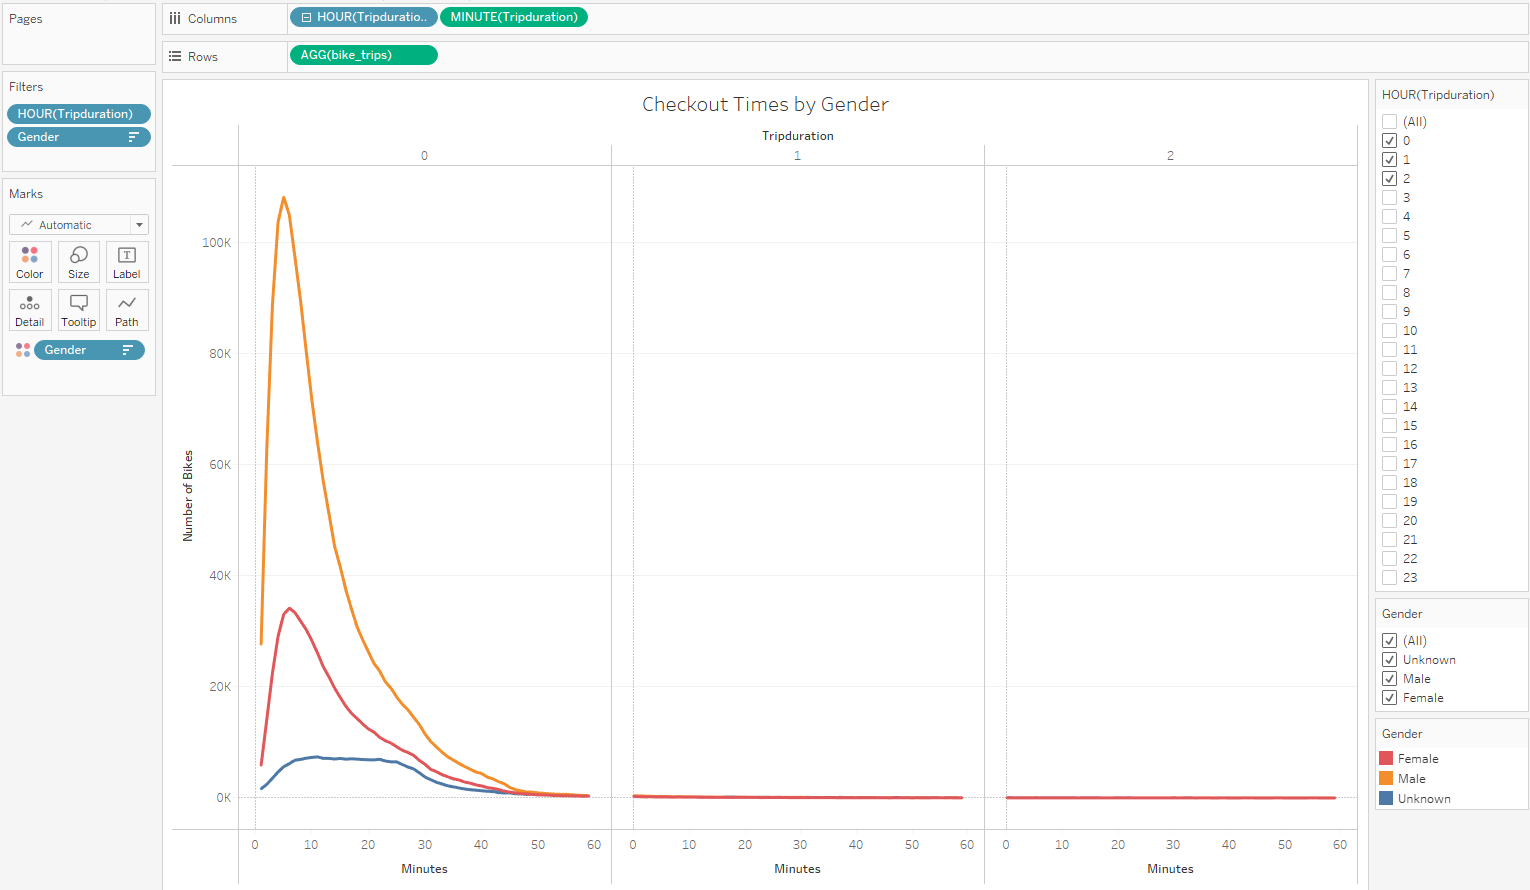 Pages
Columns
HOUR(Tripduratio..
MINUTE(Tripduration)
Rows
AGG(bike_trips)
Filters
HOUR(Tripduration)
Gender
Marks
Automatic
Color
Size
Label
Detail
Tooltip
Path
Gender
Checkout Times by Gender
Tripduration
0
1
2
Number of Bikes
100K
80K
60K
40K
20K
0K
0 10 20 30 40 50 60
0 10 20 30 40 50 60
0 10 20 30 40 50 60
Minutes
Minutes
Minutes
HOUR(Tripduration)
(All)
0
1
2
3
4
5
6
7
8
9
10
11
12
13
14
15
16
17
18
19
20
21
22
23
Gender
(All)
Unknown
Male
Female
Gender
Female
Male
Unknown